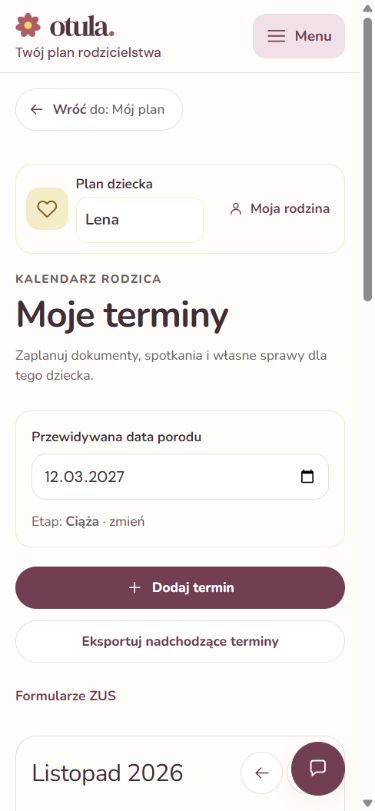 otula.
Menu
Twój plan rodzicielstwa
Wróć do: Mój plan
Plan dziecka
Lena
Moja rodzina
KALENDARZ RODZICA
Moje terminy
Zaplanuj dokumenty, spotkania i własne sprawy dla
tego dziecka.
Przewidywana data porodu
12.03.2027
Etap: Ciąża · zmień
Dodaj termin
Eksportuj nadchodzące terminy
Formularze ZUS
Listopad 2026